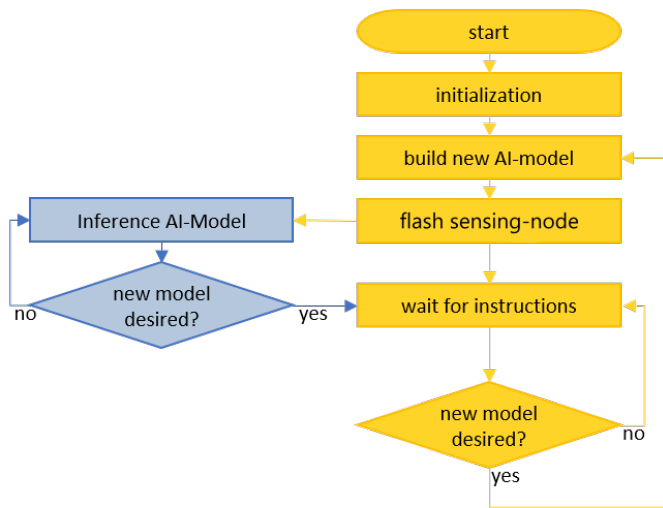 start
initialization
build new AI-model
Inference AI-Model
flash sensing-node
new model
desired?
no
yes
wait for instructions
new model
desired?
no
yes